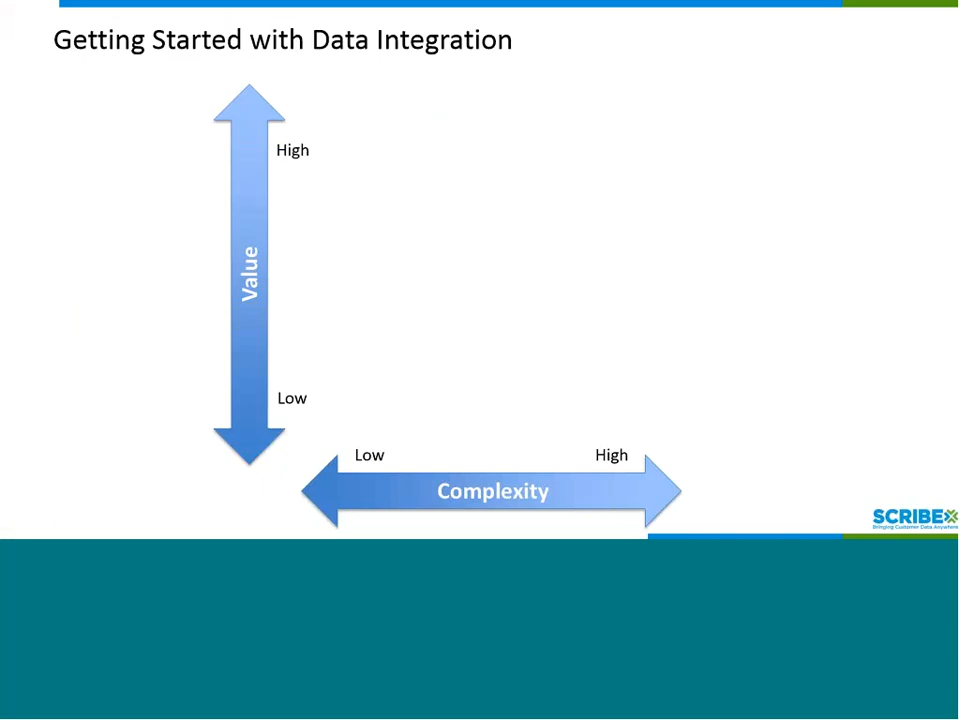 Getting Started with Data Integration
High
Value
Low
Low
High
Complexity
SCRIBE
Bringing Customer Data Anywhere